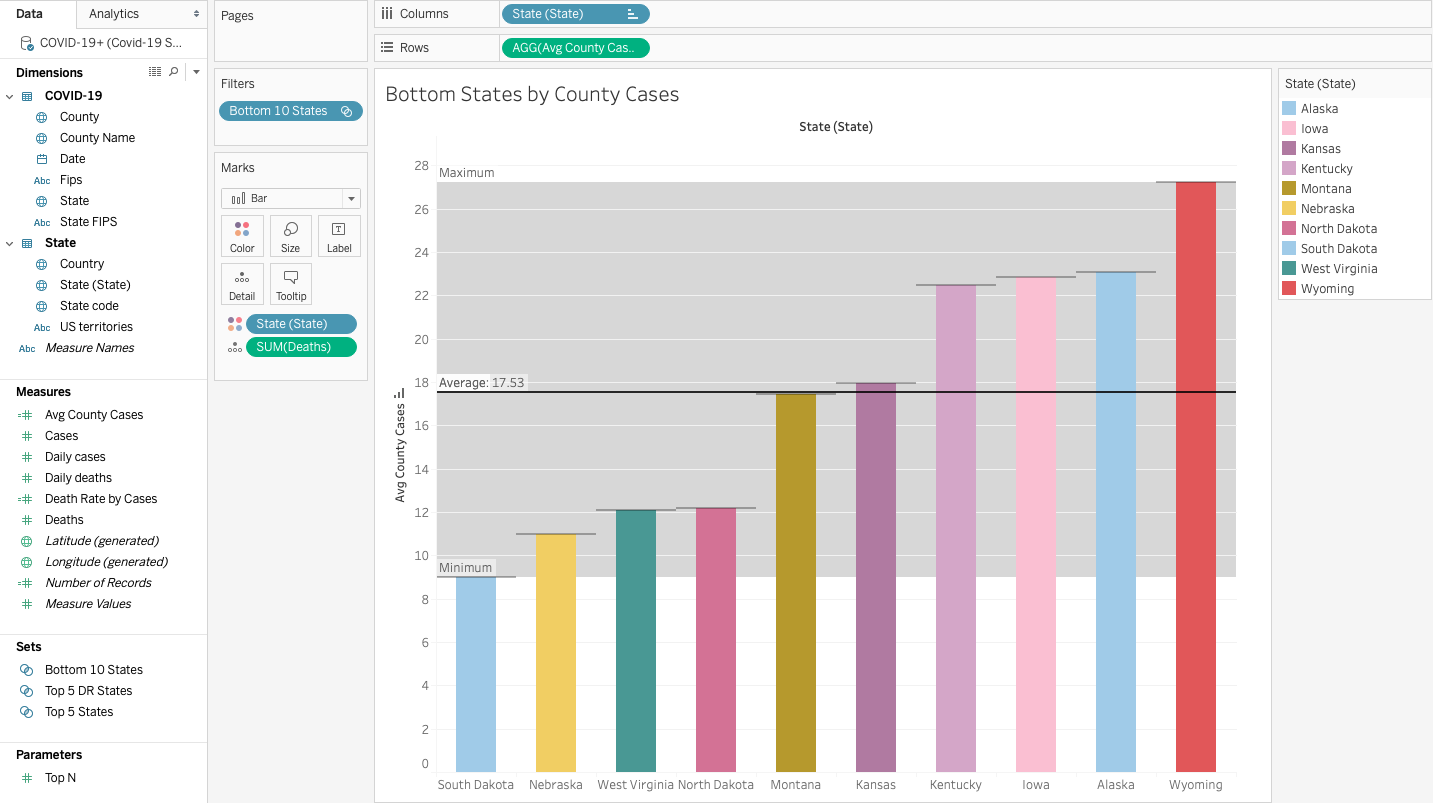 Data
Analytics
COVID-19+ (Covid-19 S...
Dimensions
COVID-19
County
County Name
Date
Abc Fips
State
Abc State FIPS
State
Country
State (State)
State code
Abc US territories
Abc Measure Names
Measures
Avg County Cases
Cases
Daily cases
Daily deaths
Death Rate by Cases
Deaths
Latitude (generated)
Longitude (generated)
Number of Records
Measure Values
Sets
Bottom 10 States
Top 5 DR States
Top 5 States
Parameters
Top N
Pages
Filters
Bottom 10 States
Marks
Bar
Color
Size
T
Label
Detail
Tooltip
State (State)
SUM(Deaths)
Columns
State (State)
Rows
AGG(Avg County Cas..
Bottom States by County Cases
State (State)
Avg County Cases
28
26
24
22
20
18
16
14
12
10
8
6
4
2
0
Maximum
Average: 17.53
Minimum
South Dakota
Nebraska
West Virginia
North Dakota
Montana
Kansas
Kentucky
Iowa
Alaska
Wyoming
State (State)
Alaska
Iowa
Kansas
Kentucky
Montana
Nebraska
North Dakota
South Dakota
West Virginia
Wyoming